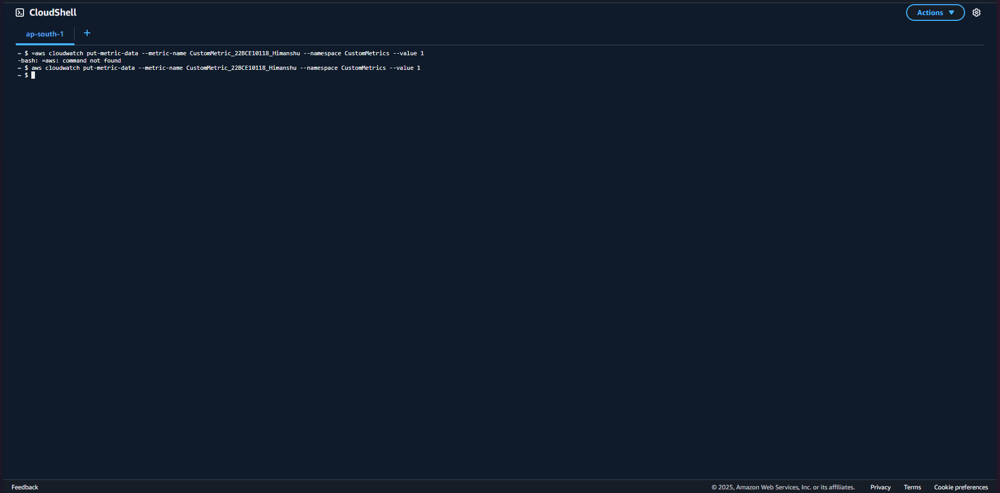 CloudShell
Actions
ap-south-1
+
~ $ =aws cloudwatch put-metric-data --metric-name CustomMetric_22BCE10118_Himanshu --namespace CustomMetrics --value 1
-bash: =aws: command not found
~ $ aws cloudwatch put-metric-data --metric-name CustomMetric_22BCE10118_Himanshu --namespace CustomMetrics --value 1
~ $
Feedback
© 2025, Amazon Web Services, Inc. or its affiliates. Privacy Terms Cookie preferences